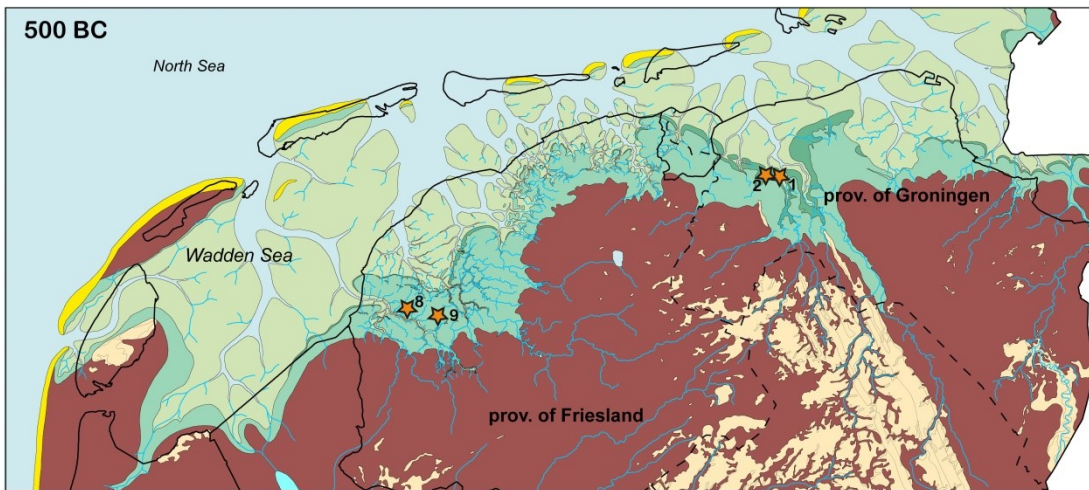 500 BC
North Sea
2 1
prov. of Groningen
Wadden Sea
8
9
prov. of Friesland